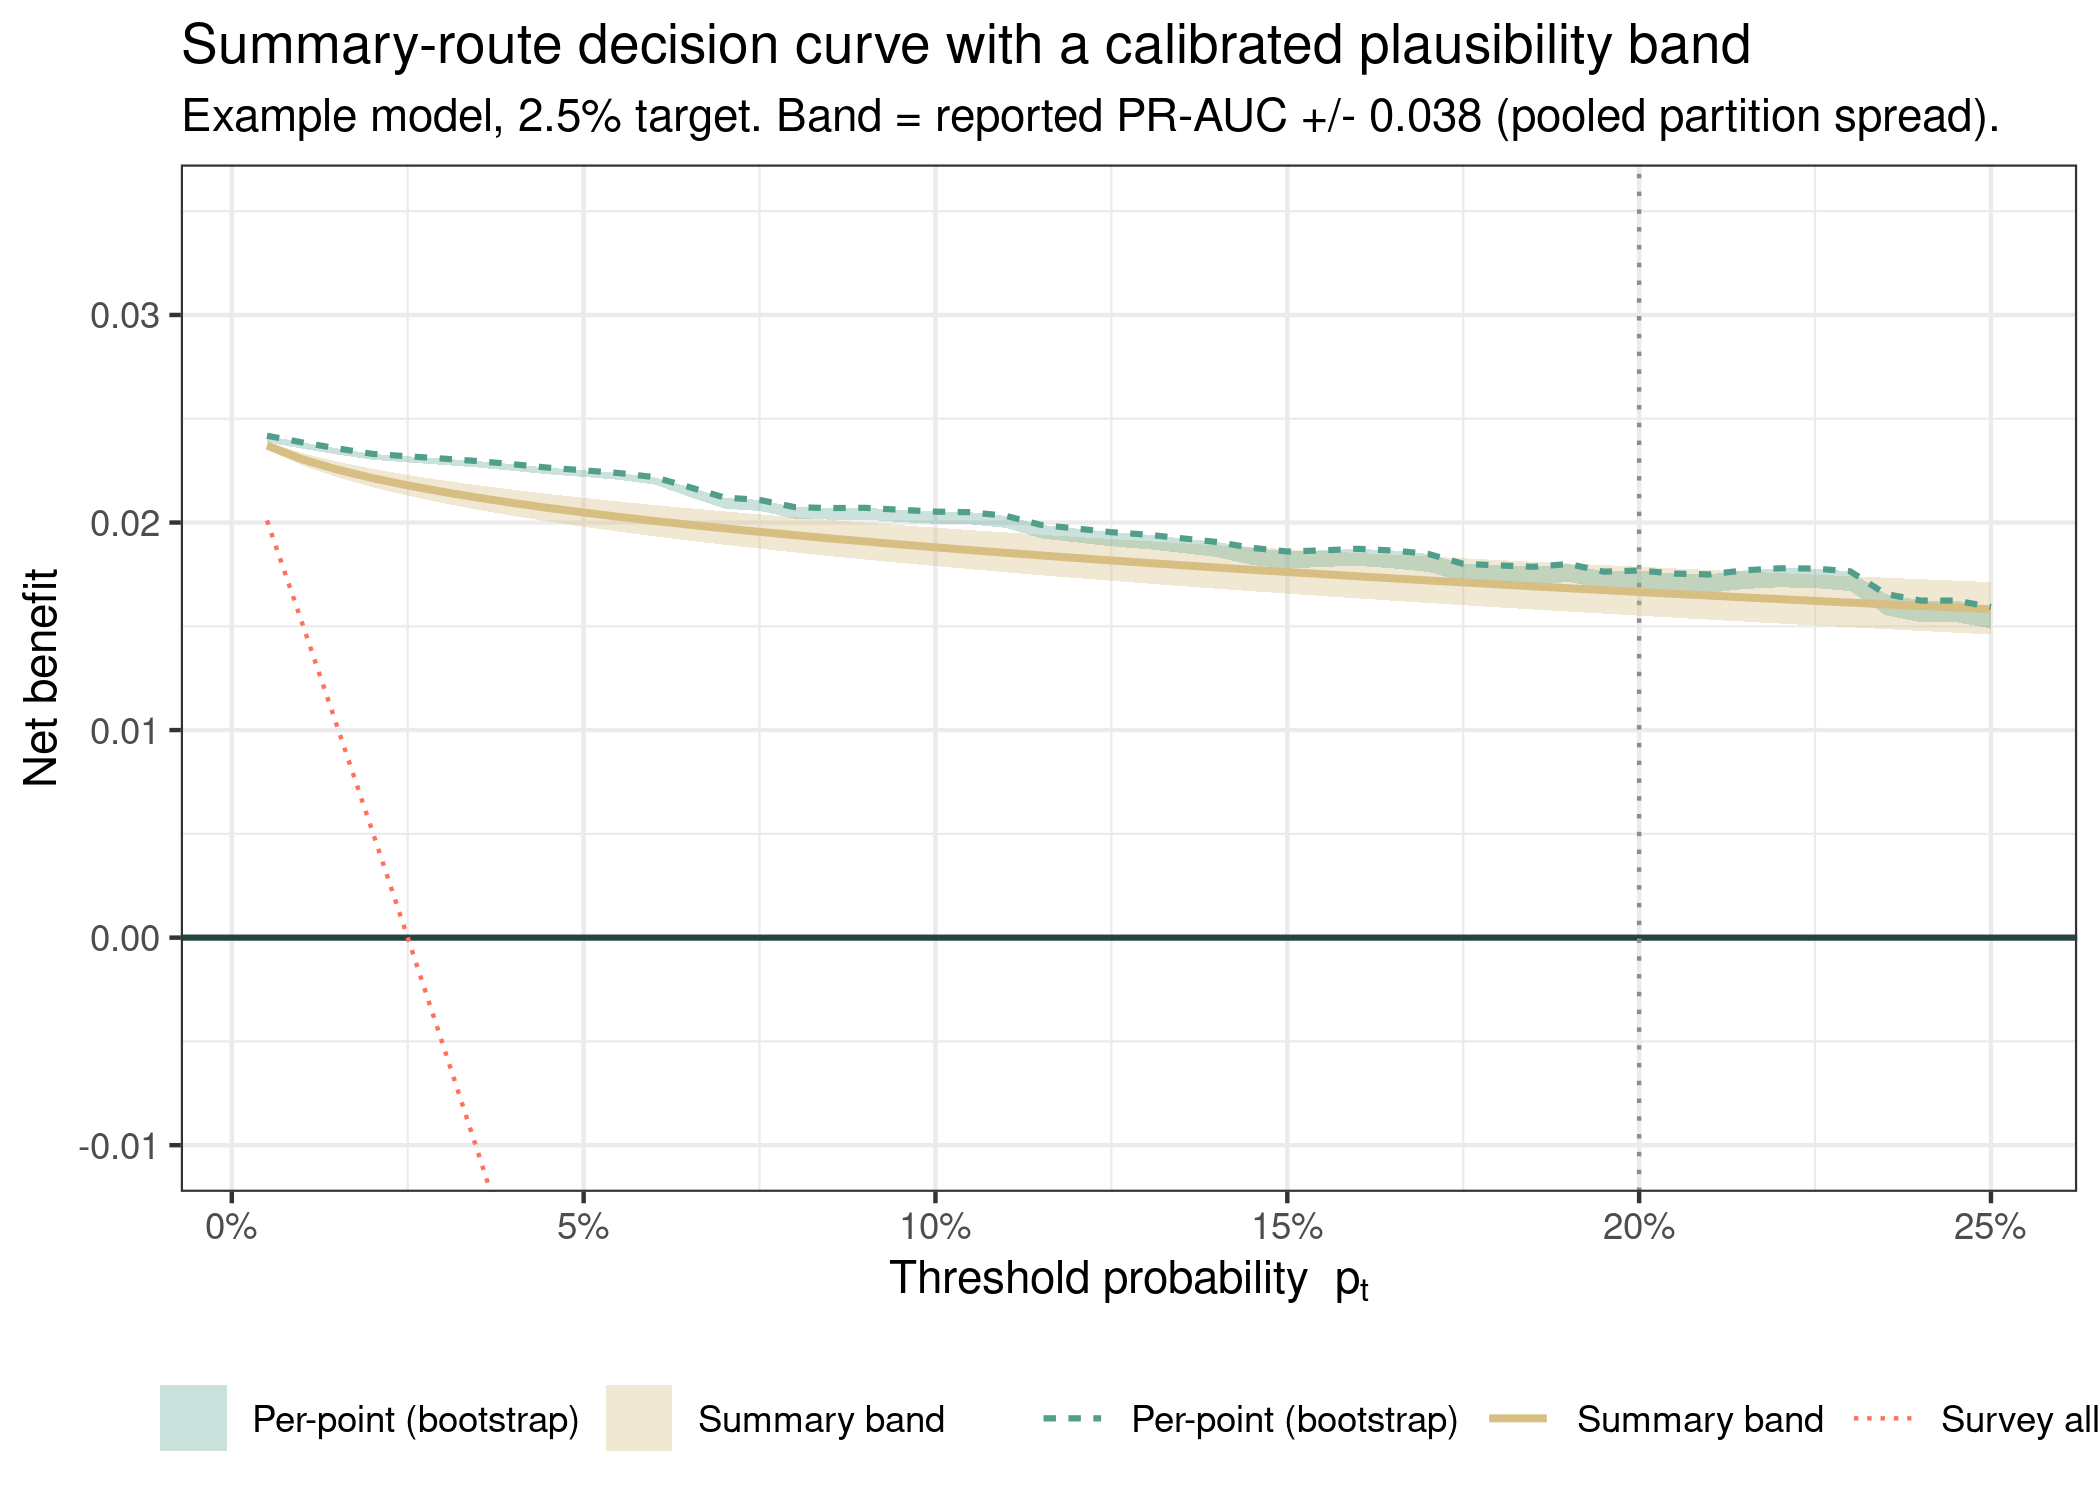 Summary-route decision curve with a calibrated plausibility band
Example model, 2.5% target. Band = reported PR-AUC +/- 0.038 (pooled partition spread).
Net benefit
0.03
0.02
0.01
0.00
-0.01
0% 5% 10% 15% 20% 25%
Threshold probability pt
Per-point (bootstrap) Summary band Per-point (bootstrap) Summary band Survey all